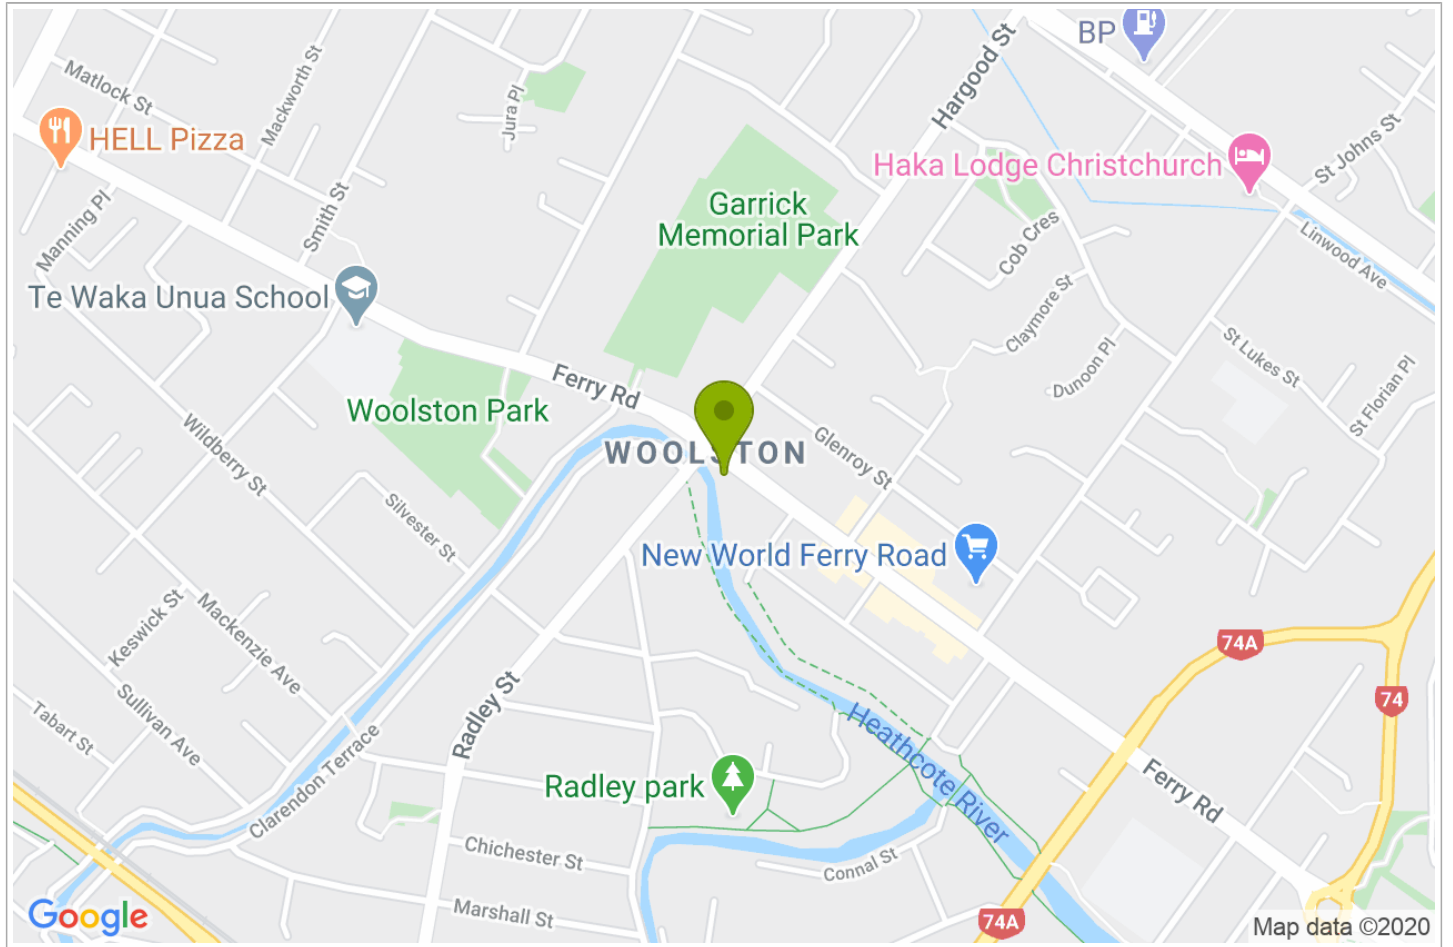 BP
Hargood St
Matlock St
Mackworth St
Jura Pl
HELL Pizza
St Johns St
Haka Lodge Christchurch
Manning Pl
Smith St
Garrick
Memorial Park
Cob Cres
Linwood Ave
Te Waka Unua School
Claymore St
Dunoon Pl
St Lukes St
St Florian Pl
Ferry Rd
Woolston Park
WOOLSTON
Glenroy St
Wildberry St
Silvester St
New World Ferry Road
Keswick St
Mackenzie Ave
74A
74
Sullivan Ave
Tabart St
Radley St
Clarendon Terrace
Heathcote River
Radley park
Ferry Rd
Chichester St
Connal St
Marshall St
74A
Google
Map data ©2020